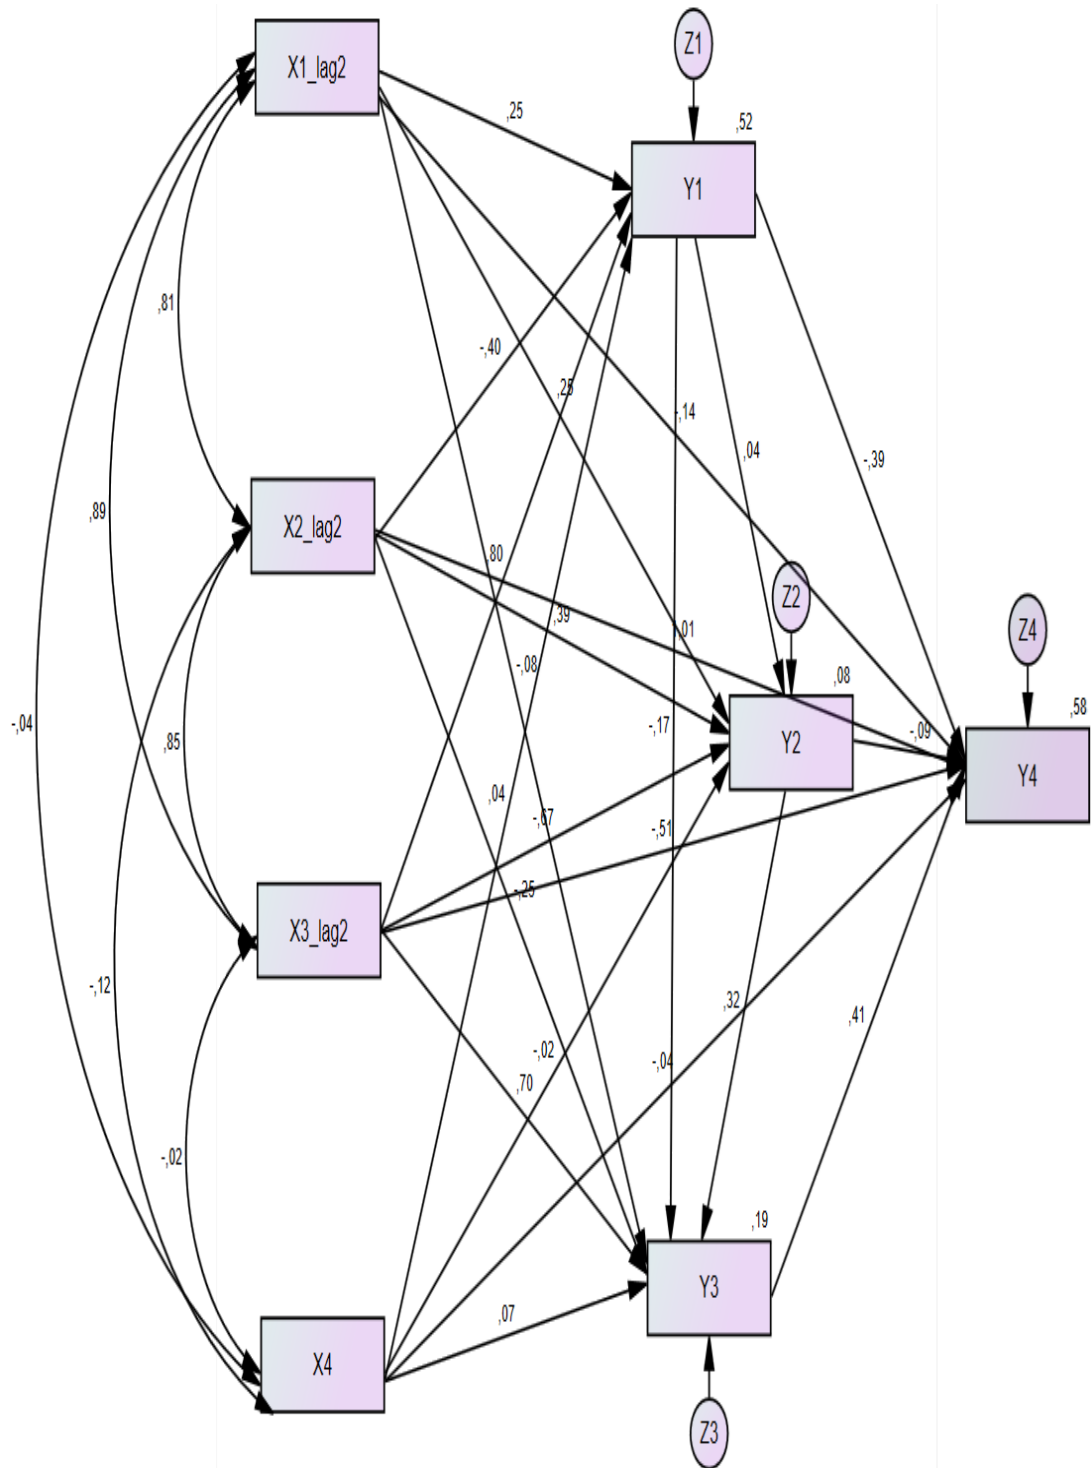 X1_lag2
Z1
,25
,52
Y1
,81
-,40
,25
-,14
,04
-,39
,89
X2_lag2
,80
,39
-,08
,01
Z2
Z4
,08
-,04
,85
-,17
-,09
,58
Y2
Y4
,04
-,67
-,51
-,25
X3_lag2
-,12
,32
,41
-,02
,70
-,04
-,02
,19
Y3
,07
X4
Z3